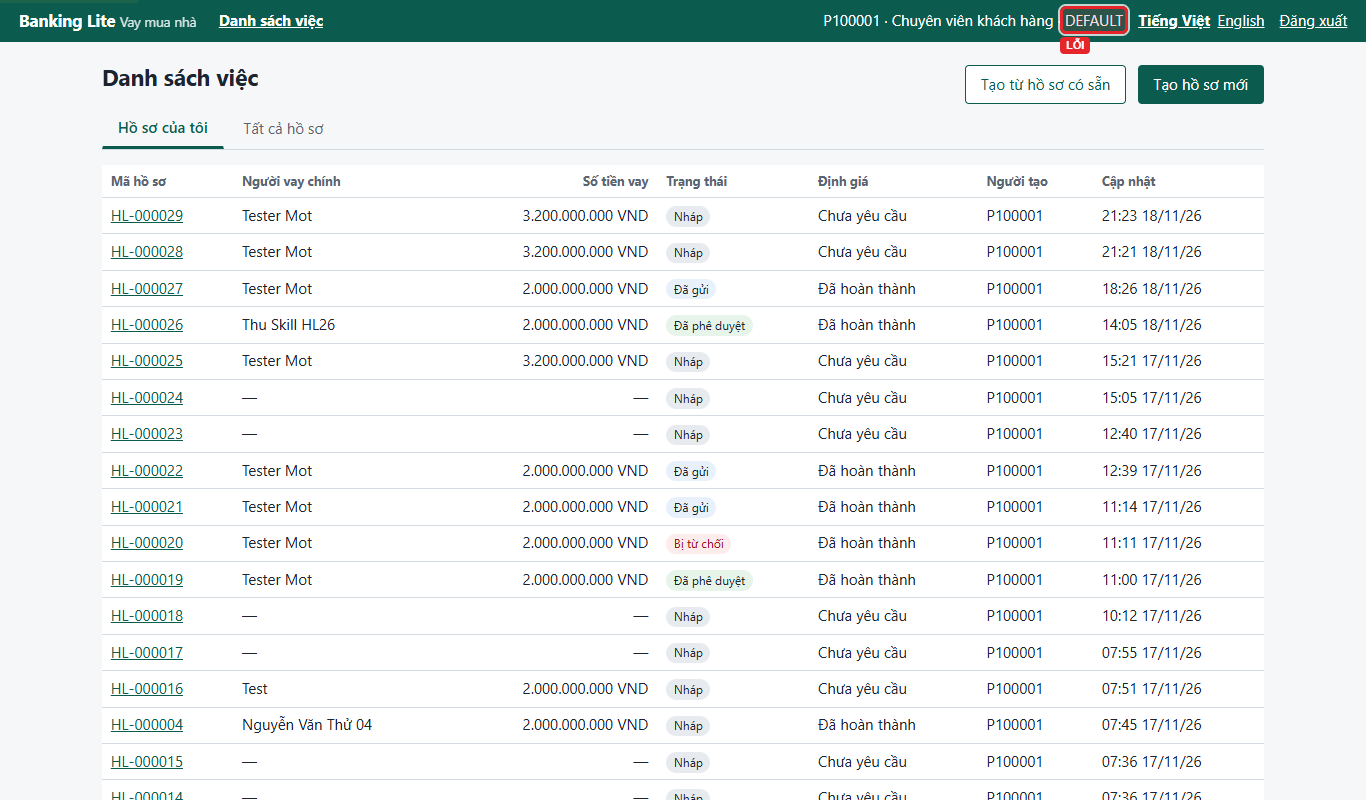 Banking Lite Vay mua nhà Danh sách việc P100001 · Chuyên viên khách hàng DEFAULT Tiếng Việt English Đăng xuất
LỖI
Danh sách việc
Tạo từ hồ sơ có sẵn Tạo hồ sơ mới
Hồ sơ của tôi Tất cả hồ sơ
Mã hồ sơ Người vay chính Số tiền vay Trạng thái Định giá Người tạo Cập nhật
HL-000029 Tester Mot 3.200.000.000 VND Nháp Chưa yêu cầu P100001 21:23 18/11/26
HL-000028 Tester Mot 3.200.000.000 VND Nháp Chưa yêu cầu P100001 21:21 18/11/26
HL-000027 Tester Mot 2.000.000.000 VND Đã gửi Đã hoàn thành P100001 18:26 18/11/26
HL-000026 Thu Skill HL26 2.000.000.000 VND Đã phê duyệt Đã hoàn thành P100001 14:05 18/11/26
HL-000025 Tester Mot 3.200.000.000 VND Nháp Chưa yêu cầu P100001 15:21 17/11/26
HL-000024 — — Nháp Chưa yêu cầu P100001 15:05 17/11/26
HL-000023 — — Nháp Chưa yêu cầu P100001 12:40 17/11/26
HL-000022 Tester Mot 2.000.000.000 VND Đã gửi Đã hoàn thành P100001 12:39 17/11/26
HL-000021 Tester Mot 2.000.000.000 VND Đã gửi Đã hoàn thành P100001 11:14 17/11/26
HL-000020 Tester Mot 2.000.000.000 VND Bị từ chối Đã hoàn thành P100001 11:11 17/11/26
HL-000019 Tester Mot 2.000.000.000 VND Đã phê duyệt Đã hoàn thành P100001 11:00 17/11/26
HL-000018 — — Nháp Chưa yêu cầu P100001 10:12 17/11/26
HL-000017 — — Nháp Chưa yêu cầu P100001 07:55 17/11/26
HL-000016 Test 2.000.000.000 VND Nháp Chưa yêu cầu P100001 07:51 17/11/26
HL-000004 Nguyễn Văn Thử 04 2.000.000.000 VND Nháp Đã hoàn thành P100001 07:45 17/11/26
HL-000015 — — Nháp Chưa yêu cầu P100001 07:36 17/11/26
HL-000014 — — Nháp Chưa yêu cầu P100001 07:36 17/11/26